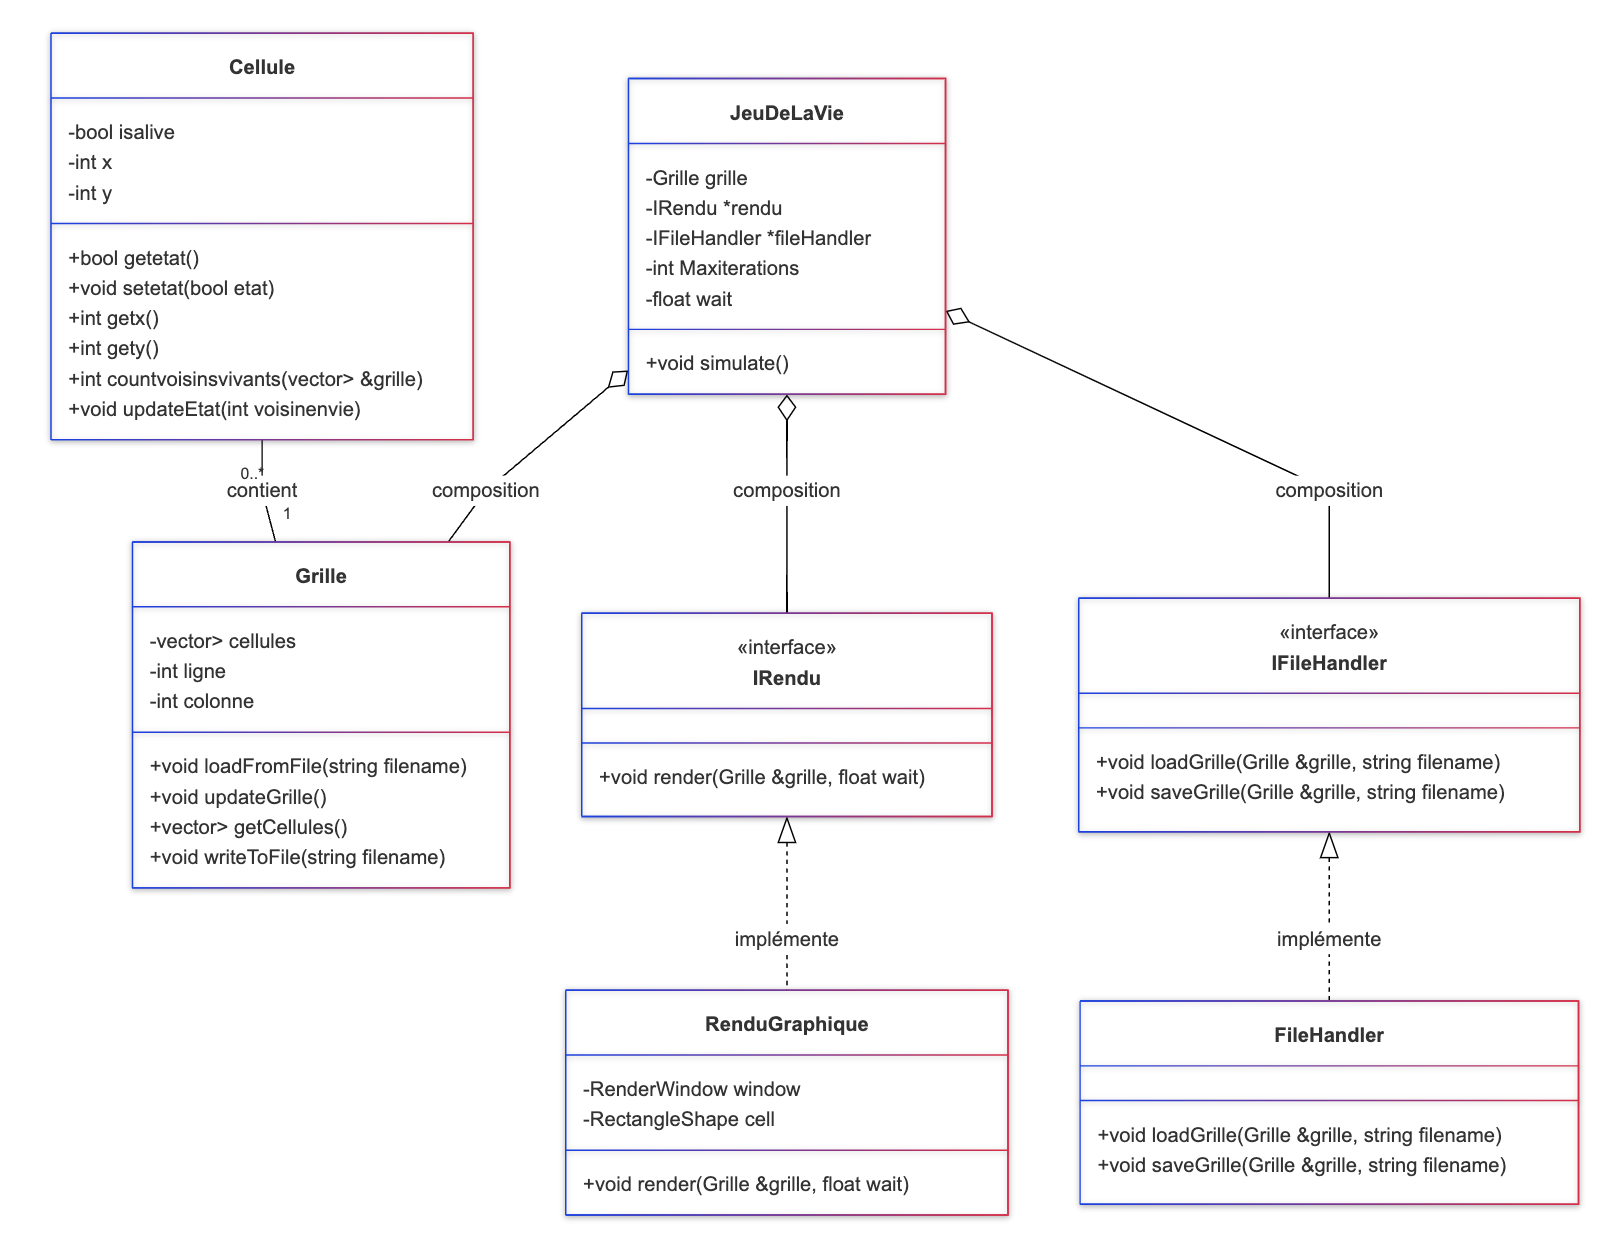 Cellule
-bool isalive
-int x
-int y
+bool getetat()
+void setetat(bool etat)
+int getx()
+int gety()
+int countvoisinsvivants(vector> &grille)
+void updateEtat(int voisinenvie)
JeuDeLaVie
-Grille grille
-IRendu *rendu
-IFileHandler *fileHandler
-int Maxiterations
-float wait
+void simulate()
0..*
contient
1
composition
composition
composition
Grille
-vector> cellules
-int ligne
-int colonne
+void loadFromFile(string filename)
+void updateGrille()
+vector> getCellules()
+void writeToFile(string filename)
«interface»
IRendu
+void render(Grille &grille, float wait)
«interface»
IFileHandler
+void loadGrille(Grille &grille, string filename)
+void saveGrille(Grille &grille, string filename)
implémente
implémente
RenduGraphique
-RenderWindow window
-RectangleShape cell
+void render(Grille &grille, float wait)
FileHandler
+void loadGrille(Grille &grille, string filename)
+void saveGrille(Grille &grille, string filename)